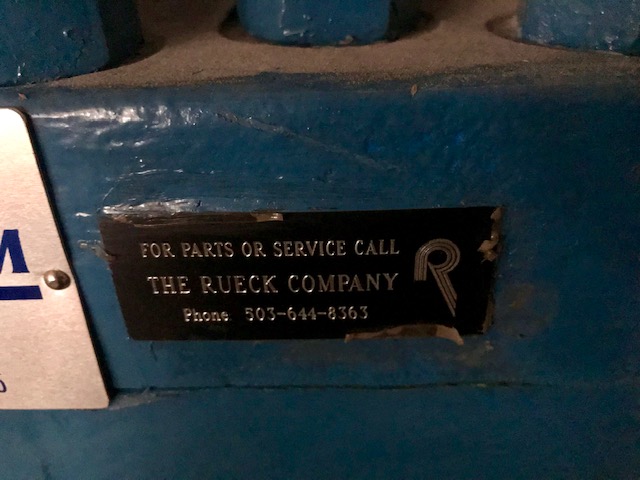 FOR PARTS OR SERVICE CALL
THE RUECK COMPANY
Phone 503-644-8363
R
M